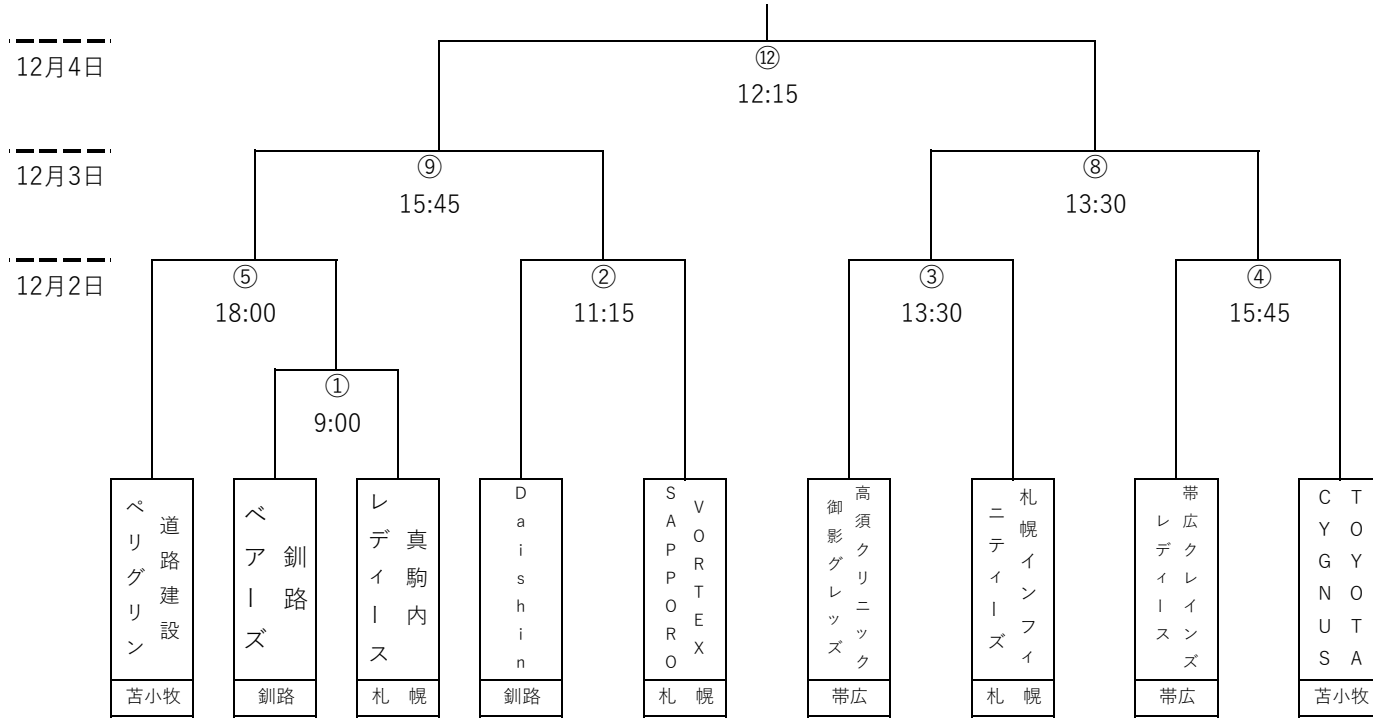 12月4日
⑫
12:15
12月3日
⑨
15:45
⑧
13:30
12月2日
⑤
18:00
②
11:15
③
13:30
④
15:45
①
9:00
道路建設
ペリグリン
釧路
ベアーズ
真駒内
レディース
Daishin
SAPPORO
VORTEX
高須クリニック
御影グレッズ
札幌インフィ
ニティーズ
帯広クレインズ
レディース
TOYOTA
CYGNUS
苫小牧
釧路
札 幌
釧路
札 幌
帯広
札 幌
帯広
苫小牧